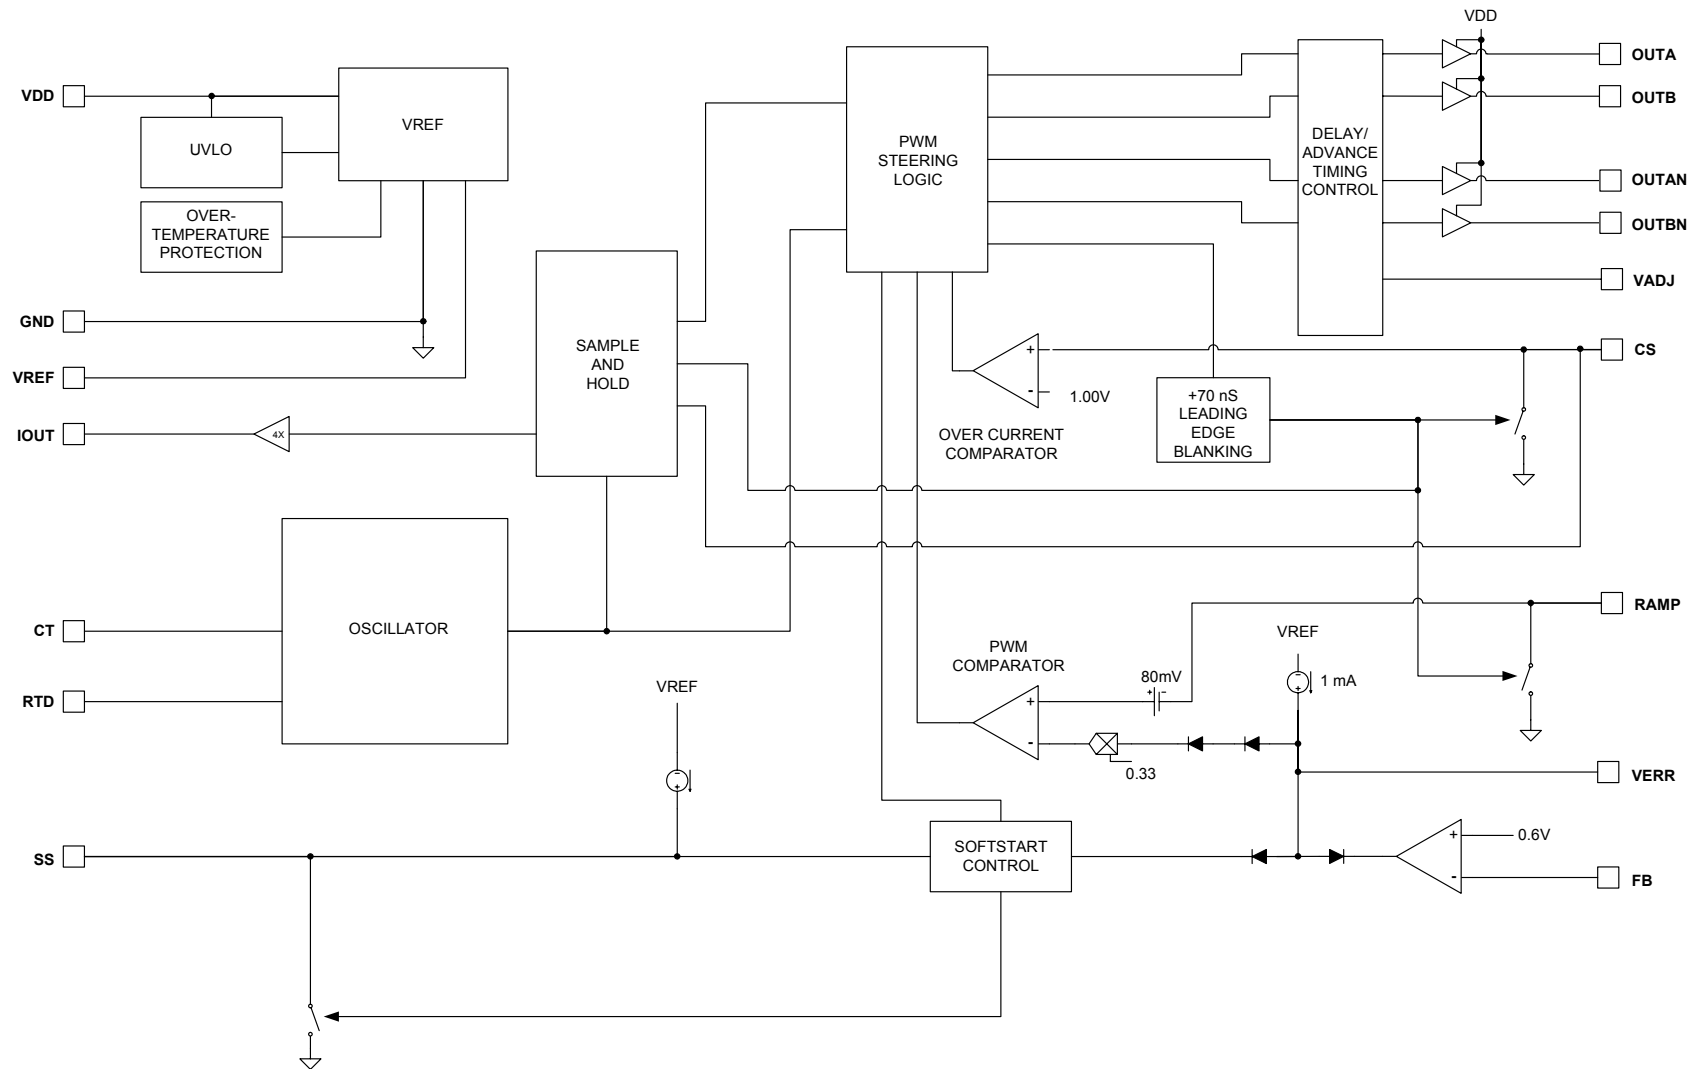 VDD
OUTA
VDD
VREF
OUTB
UVLO
PWM
STEERING
LOGIC
DELAY/
ADVANCE
TIMING
CONTROL
OUTAN
OVER-
TEMPERATURE
PROTECTION
OUTBN
VADJ
GND
SAMPLE
AND
HOLD
+
-
1.00V
CS
VREF
+70 nS
LEADING
EDGE
BLANKING
IOUT
4X
OVER CURRENT
COMPARATOR
CT
OSCILLATOR
RAMP
VREF
PWM
COMPARATOR
80mV
+
-
-
+
1 mA
RTD
VREF
+
-
0.33
-
+
VERR
SS
SOFTSTART
CONTROL
+
-
0.6V
FB